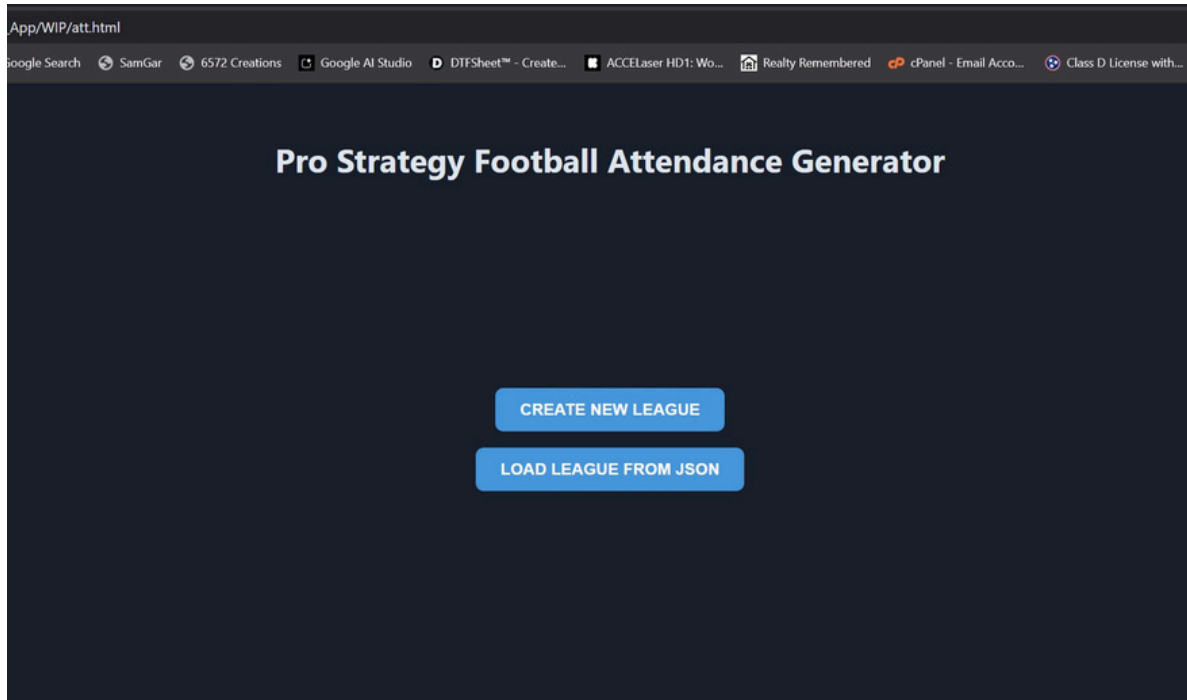 _App/WIP/att.html
Google Search SamGar 6572 Creations Google AI Studio DTFSheet™ - Create... ACCELaser HD1: Wo... Realty Remembered cPanel - Email Acco... Class D License with...
Pro Strategy Football Attendance Generator
CREATE NEW LEAGUE
LOAD LEAGUE FROM JSON